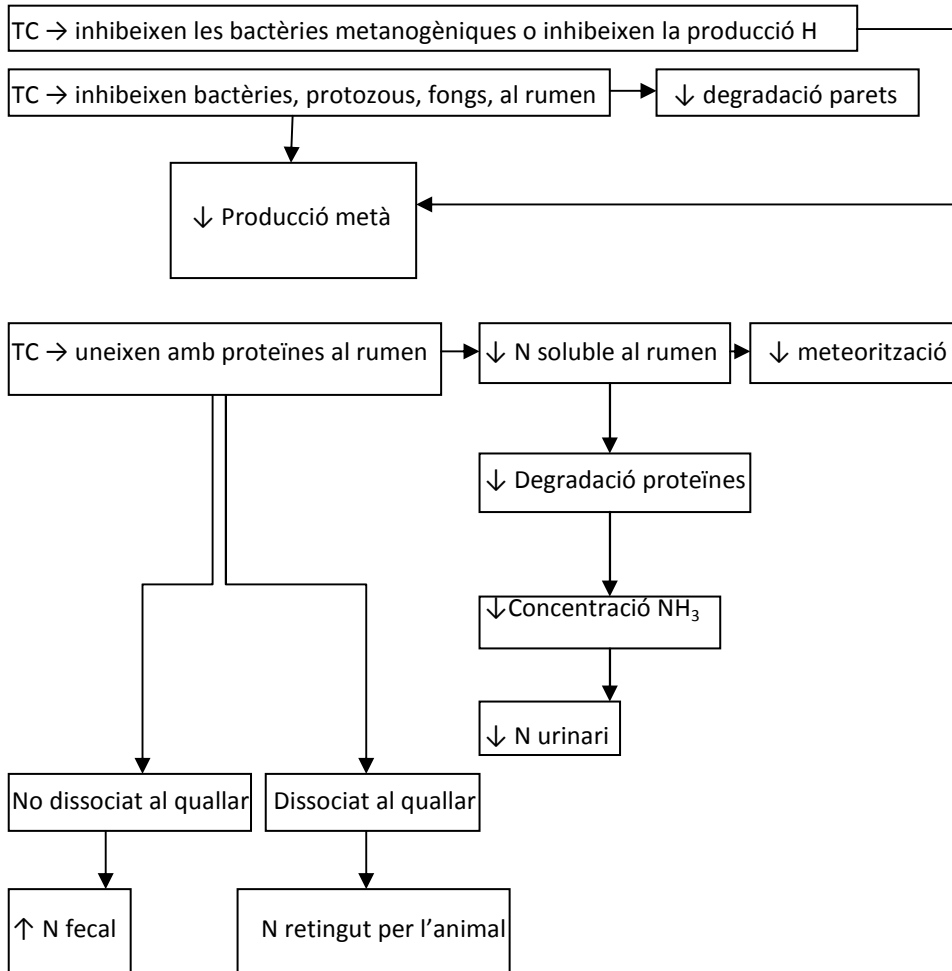 TC → inhibeixen les bactèries metanogèniques o inhibeixen la producció H
TC → inhibeixen bactèries, protozous, fongs, al rumen
↓ degradació parets
↓ Producció metà
TC → uneixen amb proteïnes al rumen
↓ N soluble al rumen
↓ meteorització
↓ Degradació proteïnes
↓Concentració NH₃
↓ N urinari
No dissociat al quallar
Dissociat al quallar
↑ N fecal
N retingut per l’animal